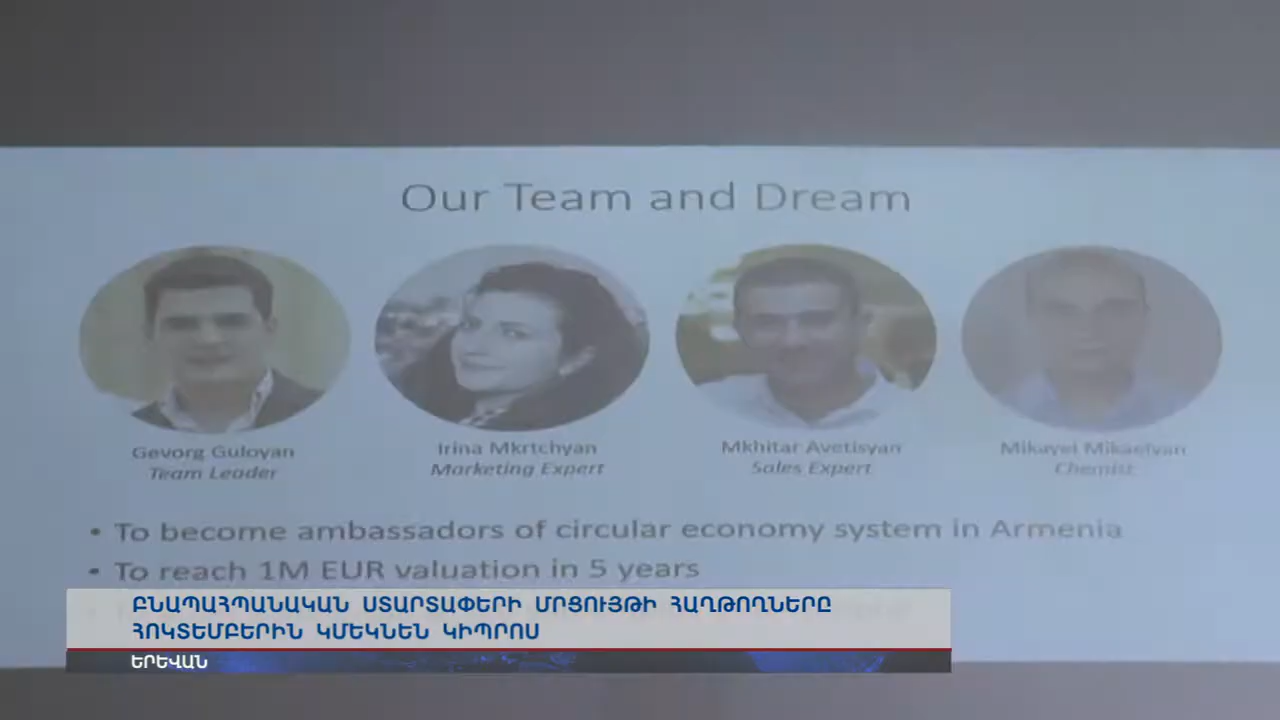 Our Team and Dream
Gevorg Guloyan
Team Leader
Irina Mkrtchyan
Marketing Expert
Mkhitar Avetisyan
Sales Expert
Mikayel Mikaelyan
Chemist
• To become ambassadors of circular economy system in Armenia
• To reach 1M EUR valuation in 5 years
ԲՆԱՊԱՀՊԱՆԱԿԱՆ ՍՏԱՐՏԱՓԵՐԻ ՄՐՑՈՒՅԹԻ ՀԱՂԹՈՂՆԵՐԸ
ՀՈԿՏԵՄԲԵՐԻՆ ԿՄԵԿՆԵՆ ԿԻՊՐՈՍ
ԵՐԵՎԱՆ